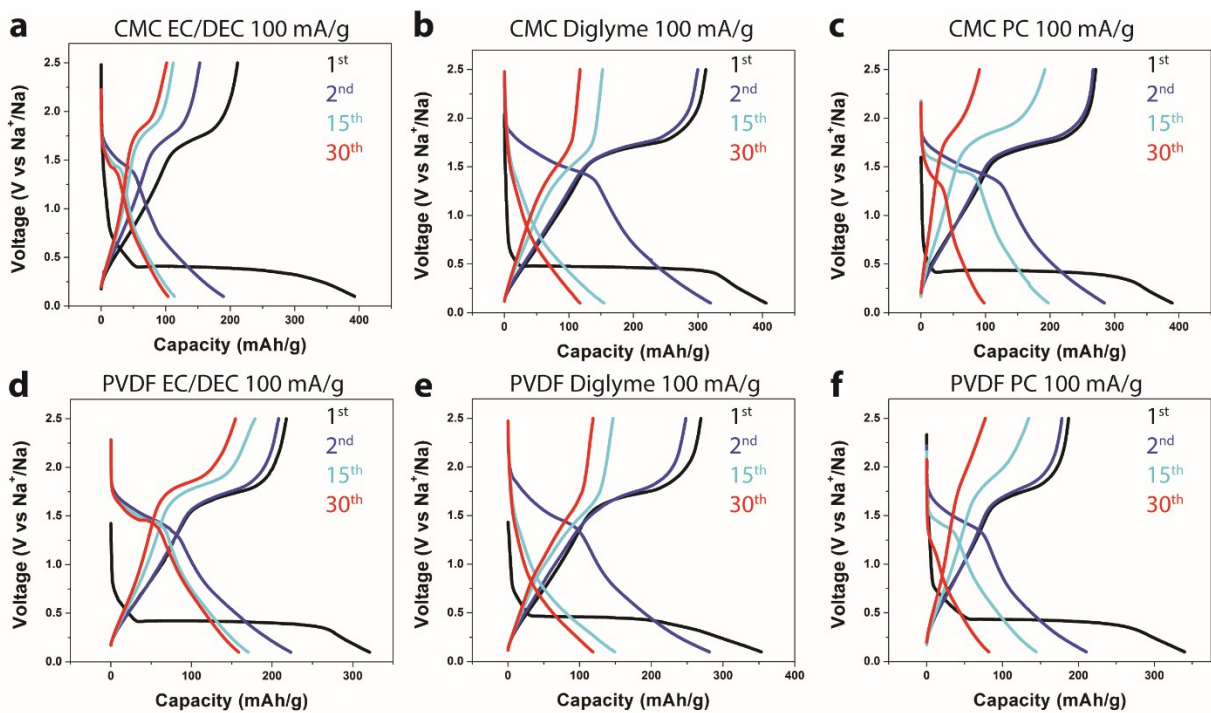 a CMC EC/DEC 100 mA/g
1st
2nd
15th
30th
2.5
2.0
1.5
1.0
0.5
0.0
0 100 200 300 400
Voltage (V vs Na+/Na)
Capacity (mAh/g)
b CMC Diglyme 100 mA/g
1st
2nd
15th
30th
2.5
2.0
1.5
1.0
0.5
0.0
0 100 200 300 400
Voltage (V vs Na+/Na)
Capacity (mAh/g)
c CMC PC 100 mA/g
1st
2nd
15th
30th
2.5
2.0
1.5
1.0
0.5
0.0
0 100 200 300 400
Voltage (V vs Na+/Na)
Capacity (mAh/g)
d PVDF EC/DEC 100 mA/g
1st
2nd
15th
30th
2.5
2.0
1.5
1.0
0.5
0.0
0 100 200 300
Voltage (V vs Na+/Na)
Capacity (mAh/g)
e PVDF Diglyme 100 mA/g
1st
2nd
15th
30th
2.5
2.0
1.5
1.0
0.5
0.0
0 100 200 300 400
Voltage (V vs Na+/Na)
Capacity (mAh/g)
f PVDF PC 100 mA/g
1st
2nd
15th
30th
2.5
2.0
1.5
1.0
0.5
0.0
0 100 200 300
Voltage (V vs Na+/Na)
Capacity (mAh/g)